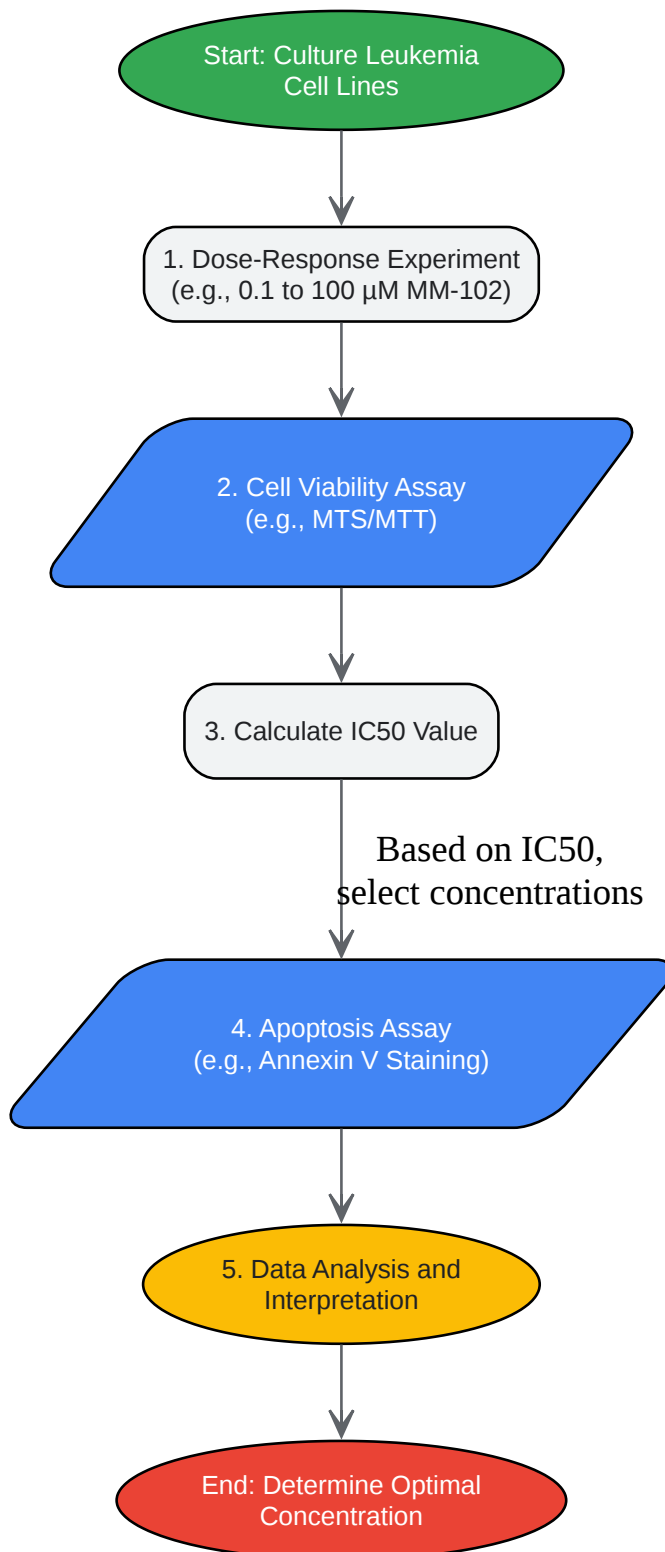 Start: Culture Leukemia
Cell Lines
1. Dose-Response Experiment
(e.g., 0.1 to 100 µM MM-102)
2. Cell Viability Assay
(e.g., MTS/MTT)
3. Calculate IC50 Value
Based on IC50,
select concentrations
4. Apoptosis Assay
(e.g., Annexin V Staining)
5. Data Analysis and
Interpretation
End: Determine Optimal
Concentration